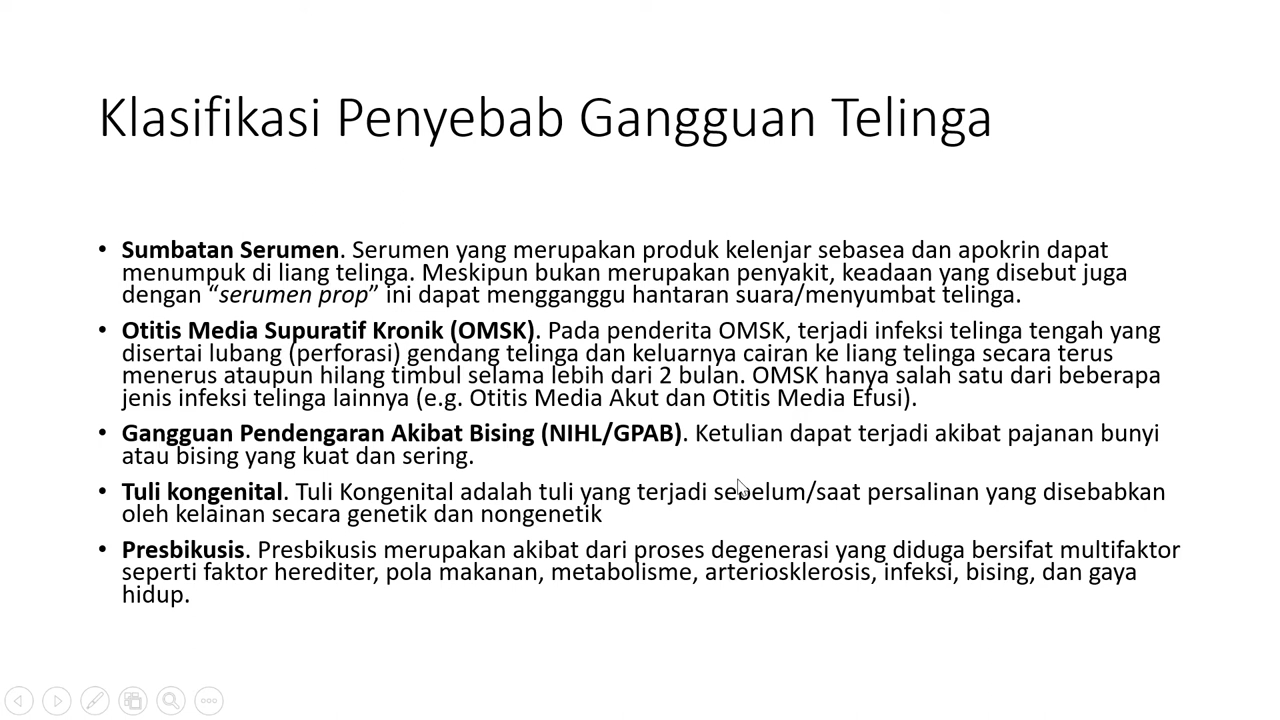 Klasifikasi Penyebab Gangguan Telinga
• Sumbatan Serumen. Serumen yang merupakan produk kelenjar sebasea dan apokrin dapat
menumpuk di liang telinga. Meskipun bukan merupakan penyakit, keadaan yang disebut juga
dengan “serumen prop” ini dapat mengganggu hantaran suara/menyumbat telinga.
• Otitis Media Supuratif Kronik (OMSK). Pada penderita OMSK, terjadi infeksi telinga tengah yang
disertai lubang (perforasi) gendang telinga dan keluarnya cairan ke liang telinga secara terus
menerus ataupun hilang timbul selama lebih dari 2 bulan. OMSK hanya salah satu dari beberapa
jenis infeksi telinga lainnya (e.g. Otitis Media Akut dan Otitis Media Efusi).
• Gangguan Pendengaran Akibat Bising (NIHL/GPAB). Ketulian dapat terjadi akibat pajanan bunyi
atau bising yang kuat dan sering.
• Tuli kongenital. Tuli Kongenital adalah tuli yang terjadi sebelum/saat persalinan yang disebabkan
oleh kelainan secara genetik dan nongenetik
• Presbikusis. Presbikusis merupakan akibat dari proses degenerasi yang diduga bersifat multifaktor
seperti faktor herediter, pola makanan, metabolisme, arteriosklerosis, infeksi, bising, dan gaya
hidup.